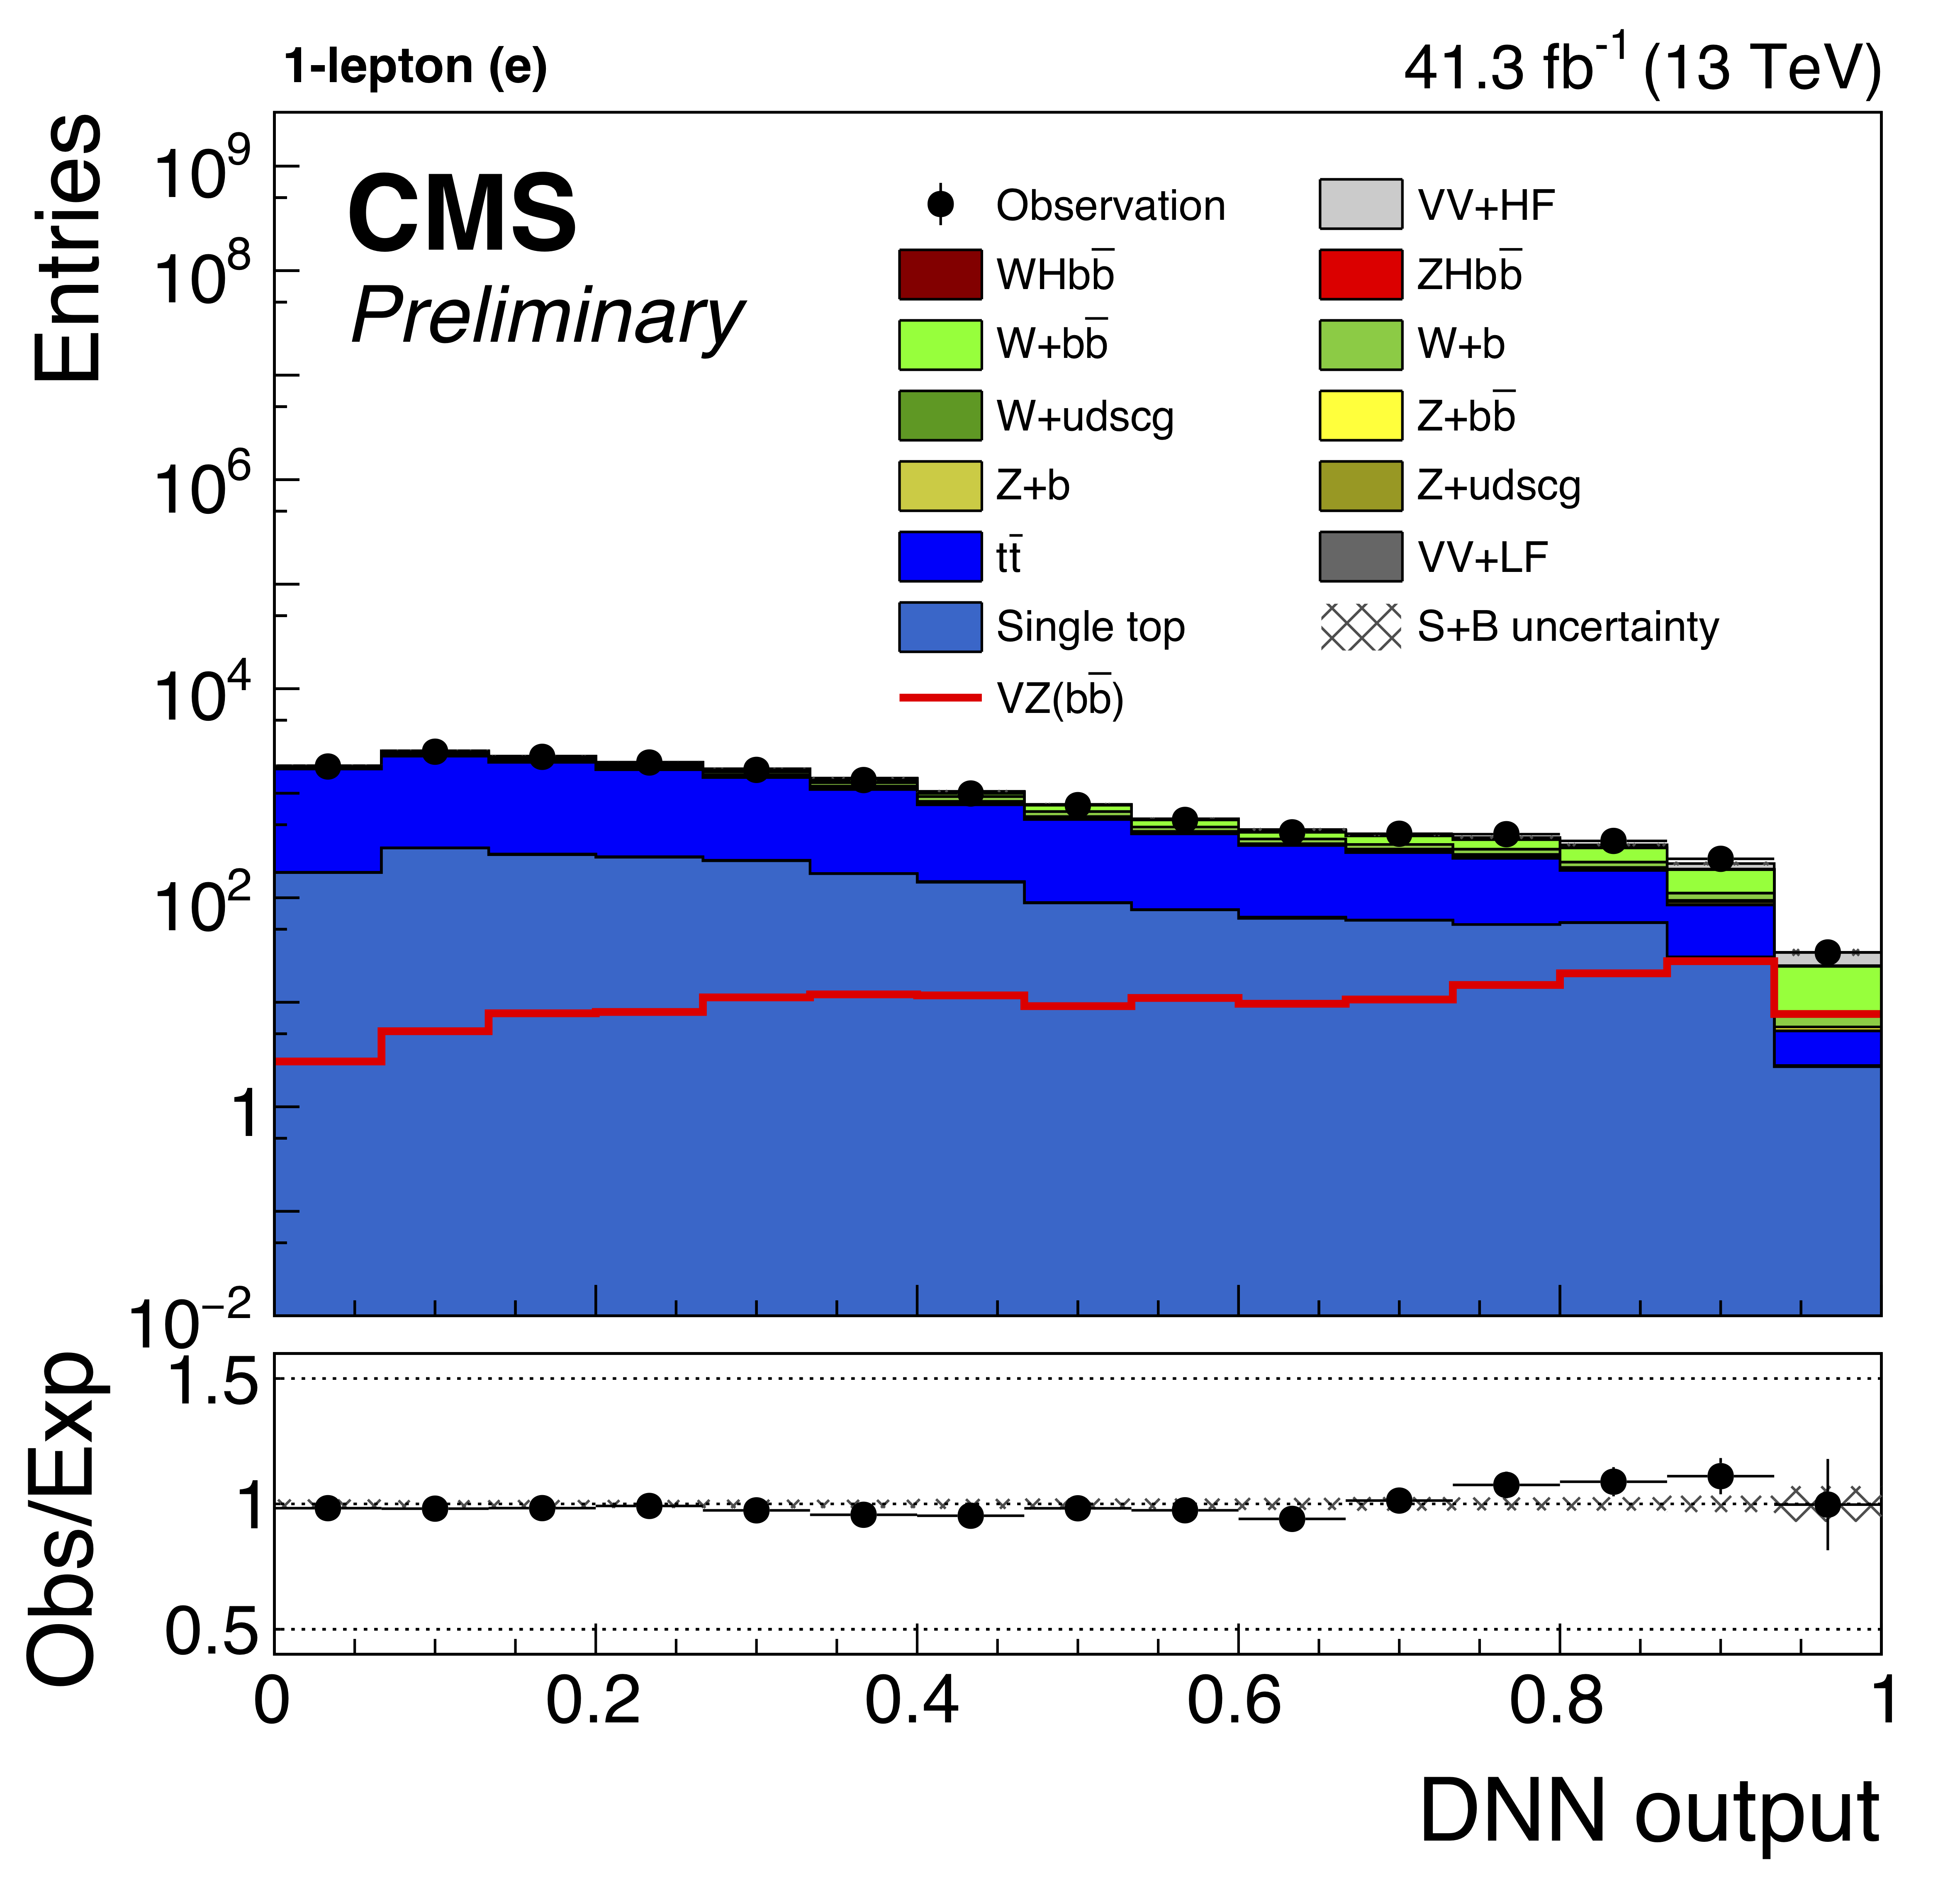 1-lepton (e) 41.3 fb⁻¹ (13 TeV)
Entries
10⁹
10⁸
10⁶
10⁴
10²
1
10⁻²
CMS
Preliminary
Observation VV+HF
WHbb̅ ZHbb̅
W+bb̅ W+b
W+udscg Z+bb̅
Z+b Z+udscg
tt̅ VV+LF
Single top S+B uncertainty
VZ(bb̅)
Obs/Exp
1.5
1
0.5
0 0.2 0.4 0.6 0.8 1
DNN output